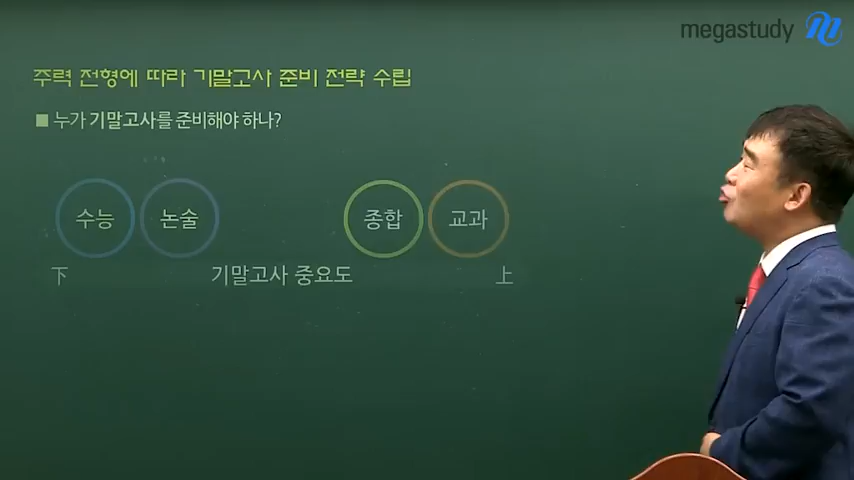 megastudy
주력 전형에 따라 기말고사 준비 전략 수립
■ 누가 기말고사를 준비해야 하나?
수능 논술 종합 교과
下 기말고사 중요도 上